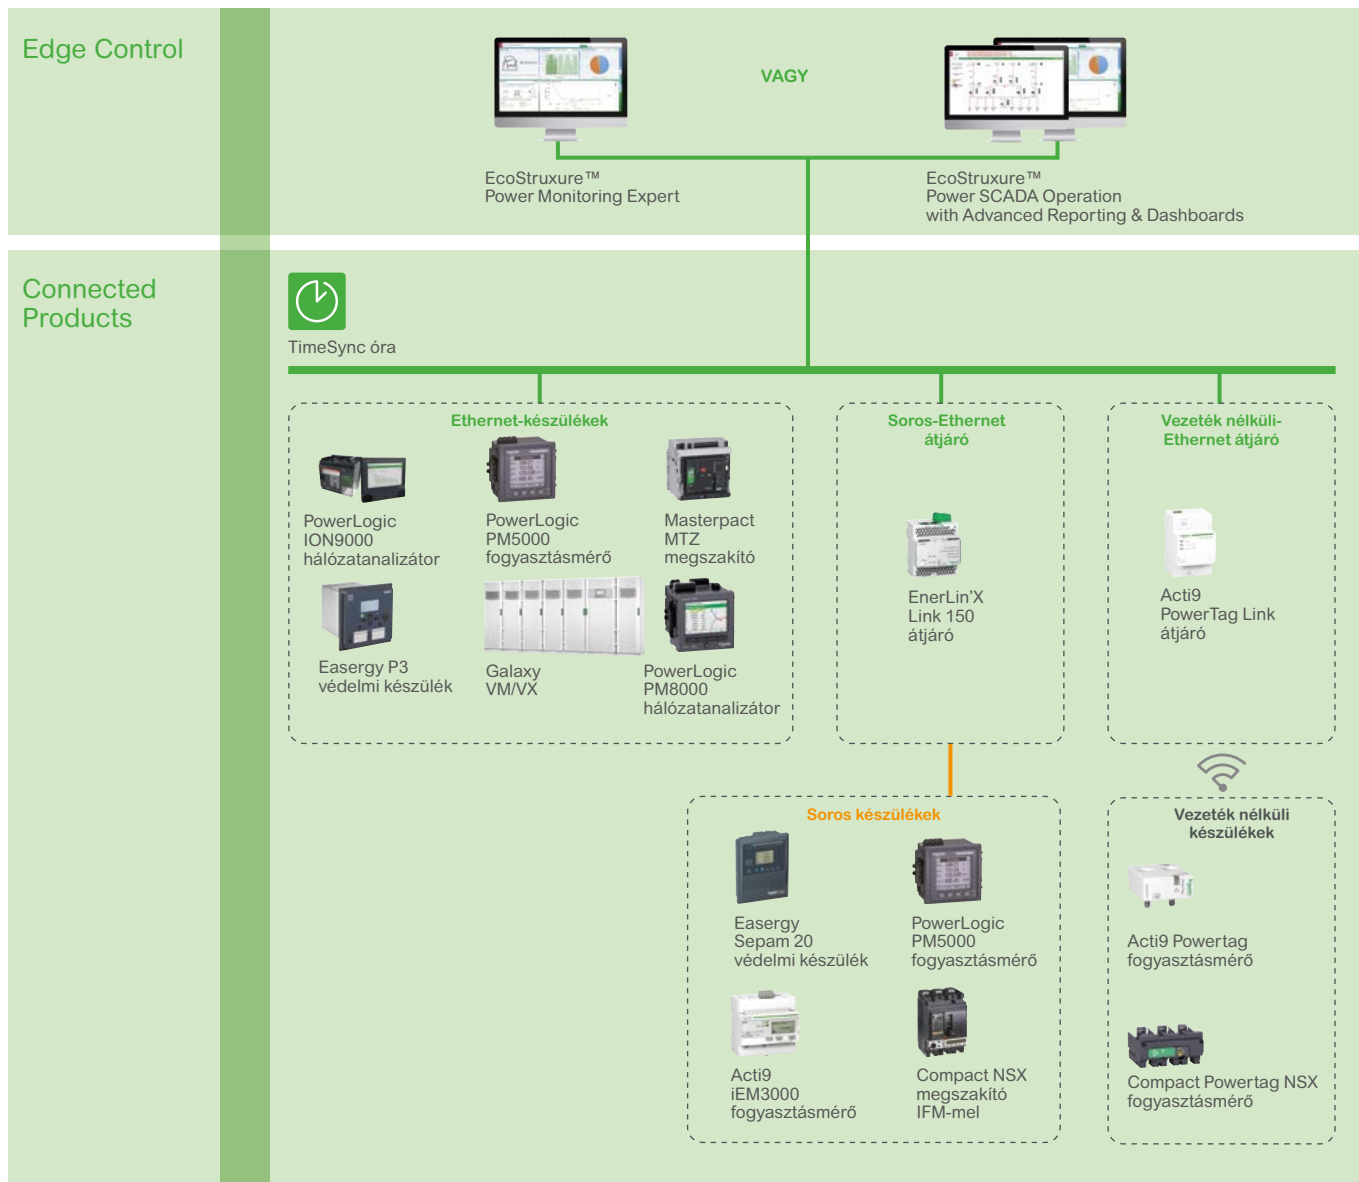 Edge Control
VAGY
EcoStruxure™
Power Monitoring Expert
EcoStruxure™
Power SCADA Operation
with Advanced Reporting & Dashboards
Connected
Products
TimeSync óra
Ethernet-készülékek
PowerLogic
ION9000
hálózatanalizátor
PowerLogic
PM5000
fogyasztásmérő
Masterpact
MTZ
megszakító
Easergy P3
védelmi készülék
Galaxy
VM/VX
PowerLogic
PM8000
hálózatanalizátor
Soros-Ethernet
átjáró
EnerLin’X
Link 150
átjáró
Vezeték nélküli-
Ethernet átjáró
Acti9
PowerTag Link
átjáró
Soros készülékek
Easergy
Sepam 20
védelmi készülék
PowerLogic
PM5000
fogyasztásmérő
Acti9
iEM3000
fogyasztásmérő
Compact NSX
megszakító
IFM-mel
Vezeték nélküli
készülékek
Acti9 Powertag
fogyasztásmérő
Compact Powertag NSX
fogyasztásmérő